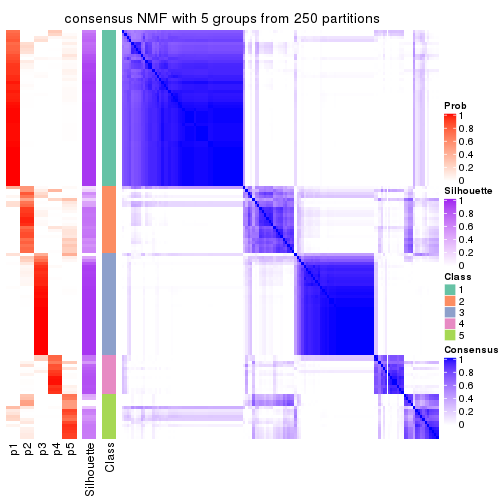 consensus NMF with 5 groups from 250 partitions
Prob
1
0.8
0.6
0.4
0.2
0
Silhouette
1
0.8
0.6
0.4
0.2
0
Class
1
2
3
4
5
Consensus
1
0.8
0.6
0.4
0.2
0
p1
p2
p3
p4
p5
Silhouette
Class